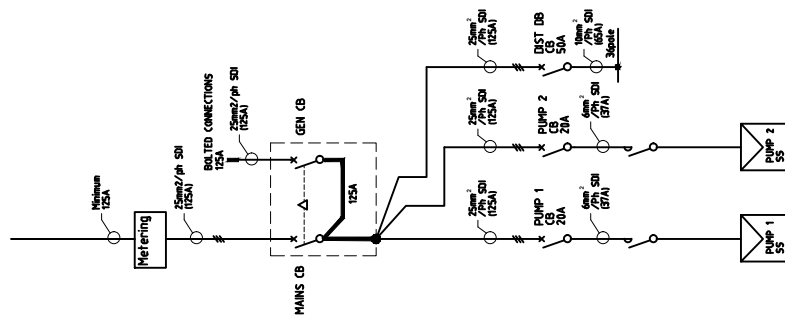 Minimum
125A
Metering
25mm2/ph SDI
(125A)
BOLTED CONNECTIONS
125A
25mm2/ph SDI
(125A)
GEN CB
MAINS CB
125A
25mm²
/Ph SDI
(125A)
DIST DB
CB
50A
10mm²
/Ph SDI
(65A)
36pole
25mm²
/Ph SDI
(125A)
PUMP 2
CB
20A
6mm²
/Ph SDI
(37A)
PUMP 2
SS
25mm²
/Ph SDI
(125A)
PUMP 1
CB
20A
6mm²
/Ph SDI
(37A)
PUMP 1
SS